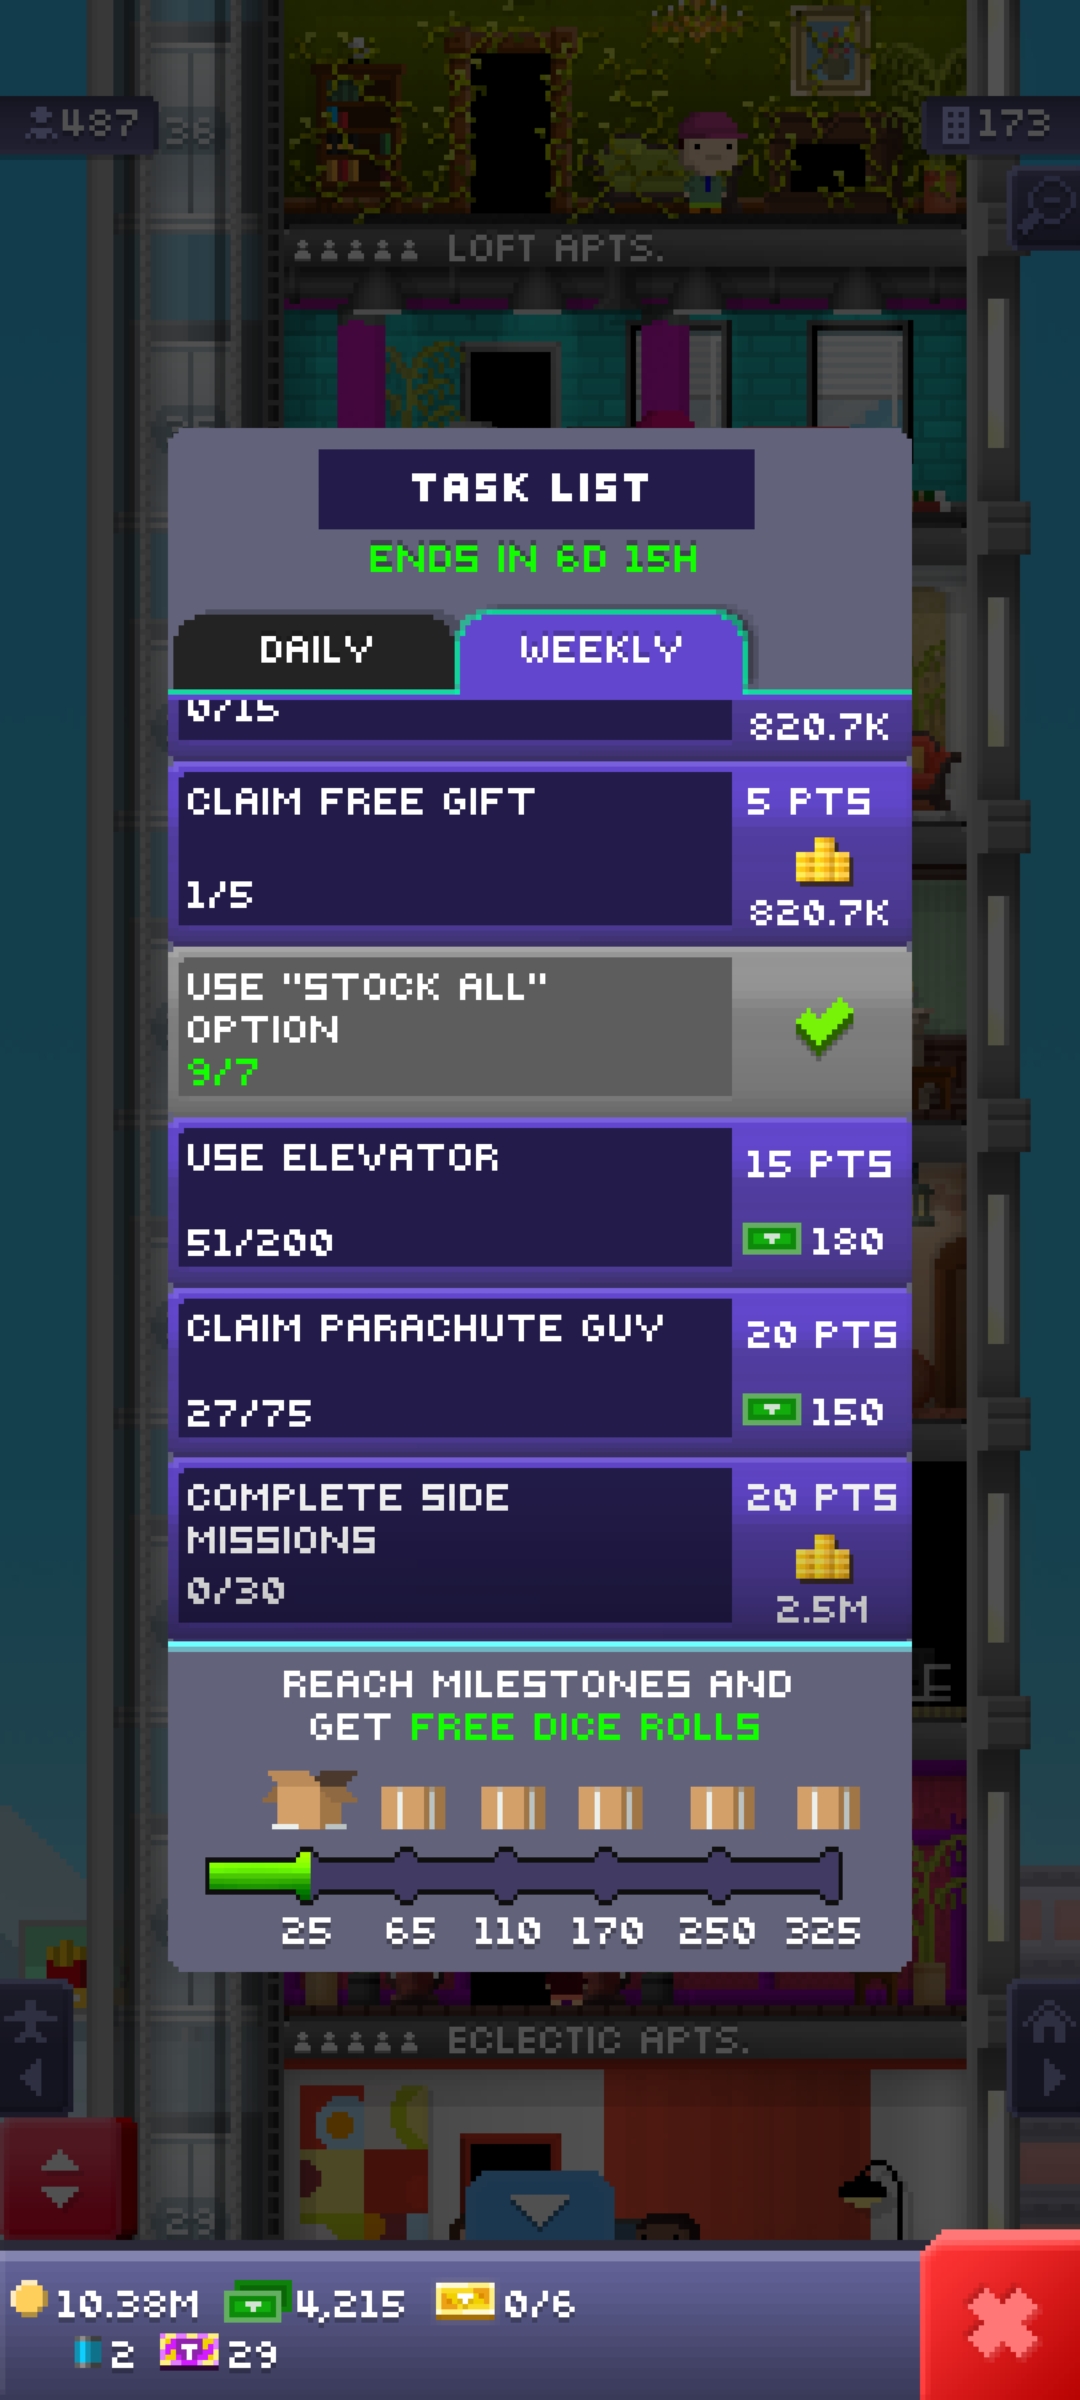 487
38
173
LOFT APTS.
TASK LIST
ENDS IN 6D 15H
DAILY
WEEKLY
0/15
820.7K
CLAIM FREE GIFT
5 PTS
1/5
820.7K
USE "STOCK ALL"
OPTION
9/7
USE ELEVATOR
15 PTS
51/200
180
CLAIM PARACHUTE GUY
20 PTS
27/75
150
COMPLETE SIDE
MISSIONS
20 PTS
0/30
2.5M
REACH MILESTONES AND
GET FREE DICE ROLLS
25 65 110 170 250 325
ECLECTIC APTS.
28
10.38M 4,215 0/6
2 29